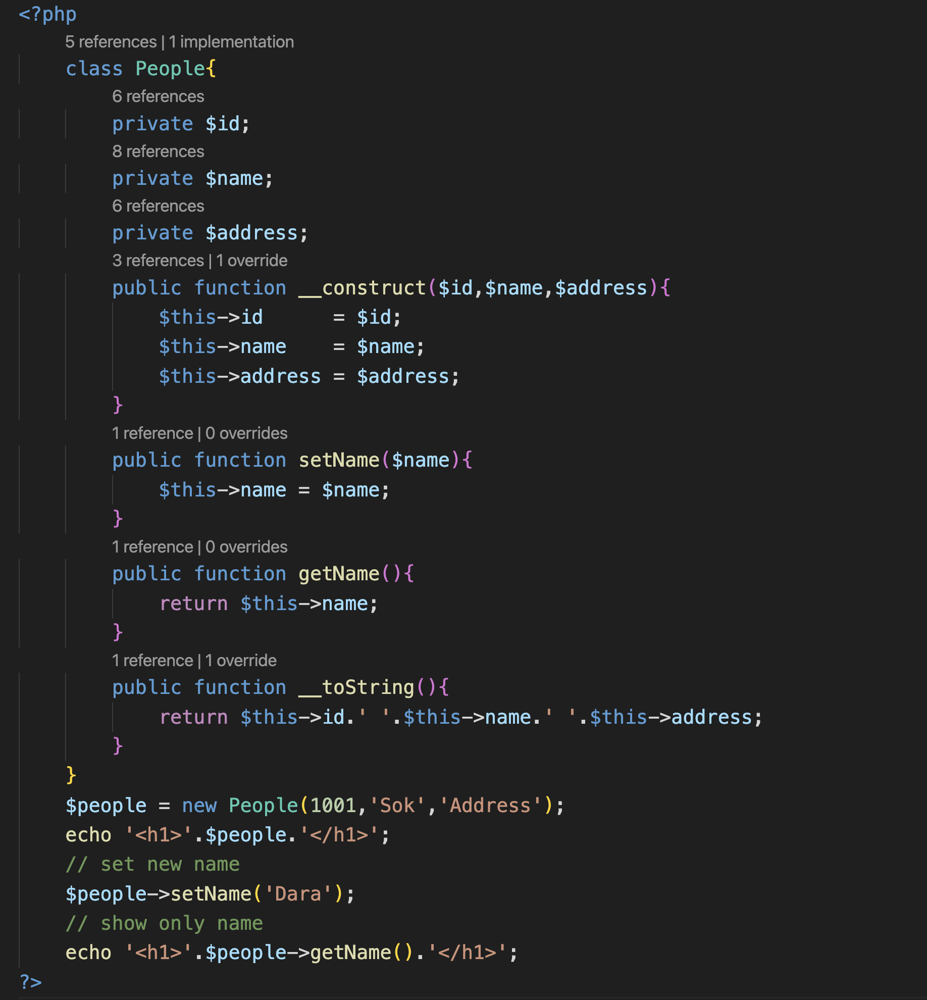 <?php
5 references | 1 implementation
class People{
6 references
private $id;
8 references
private $name;
6 references
private $address;
3 references | 1 override
public function __construct($id,$name,$address){
$this->id      = $id;
$this->name    = $name;
$this->address = $address;
}
1 reference | 0 overrides
public function setName($name){
$this->name = $name;
}
1 reference | 0 overrides
public function getName(){
return $this->name;
}
1 reference | 1 override
public function __toString(){
return $this->id.' '.$this->name.' '.$this->address;
}
}
$people = new People(1001,'Sok','Address');
echo '<h1>'.$people.'</h1>';
// set new name
$people->setName('Dara');
// show only name
echo '<h1>'.$people->getName().'</h1>';
?>